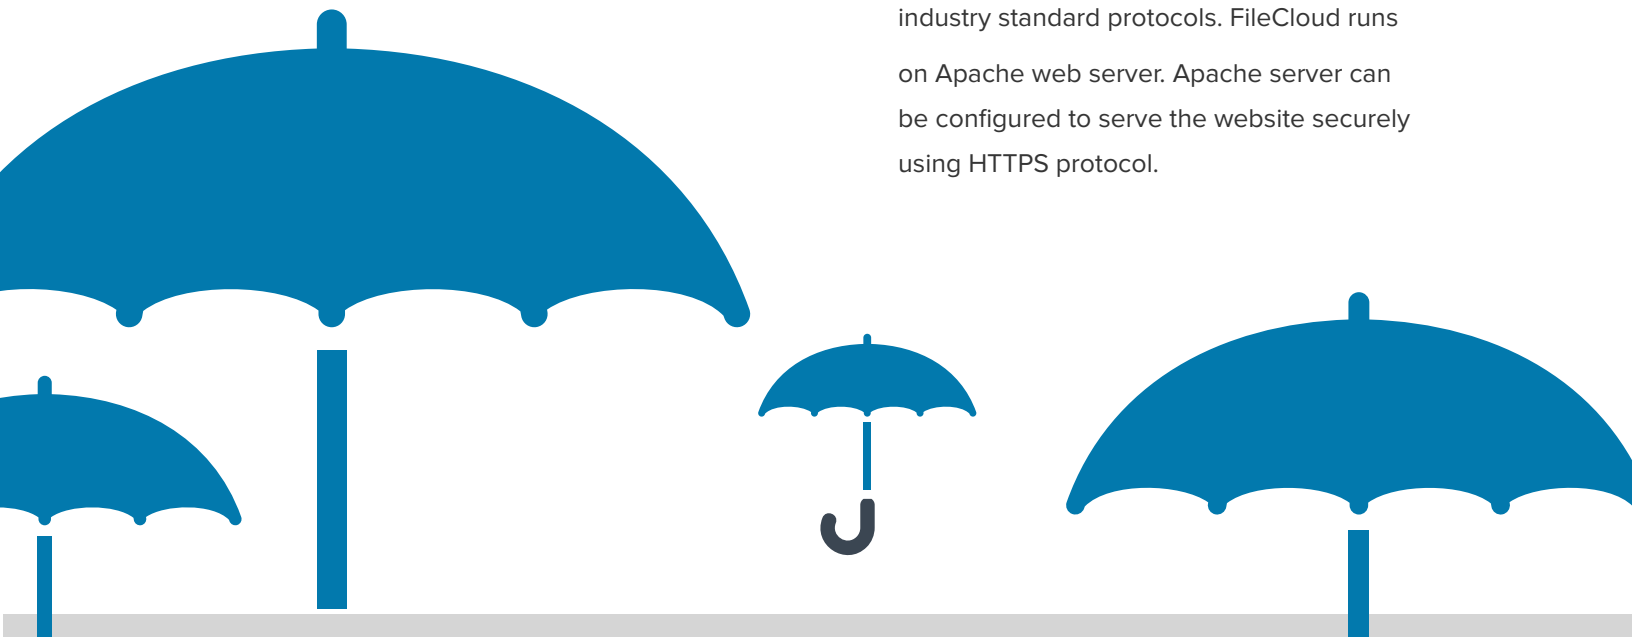 industry standard protocols. FileCloud runs
on Apache web server. Apache server can
be configured to serve the website securely
using HTTPS protocol.